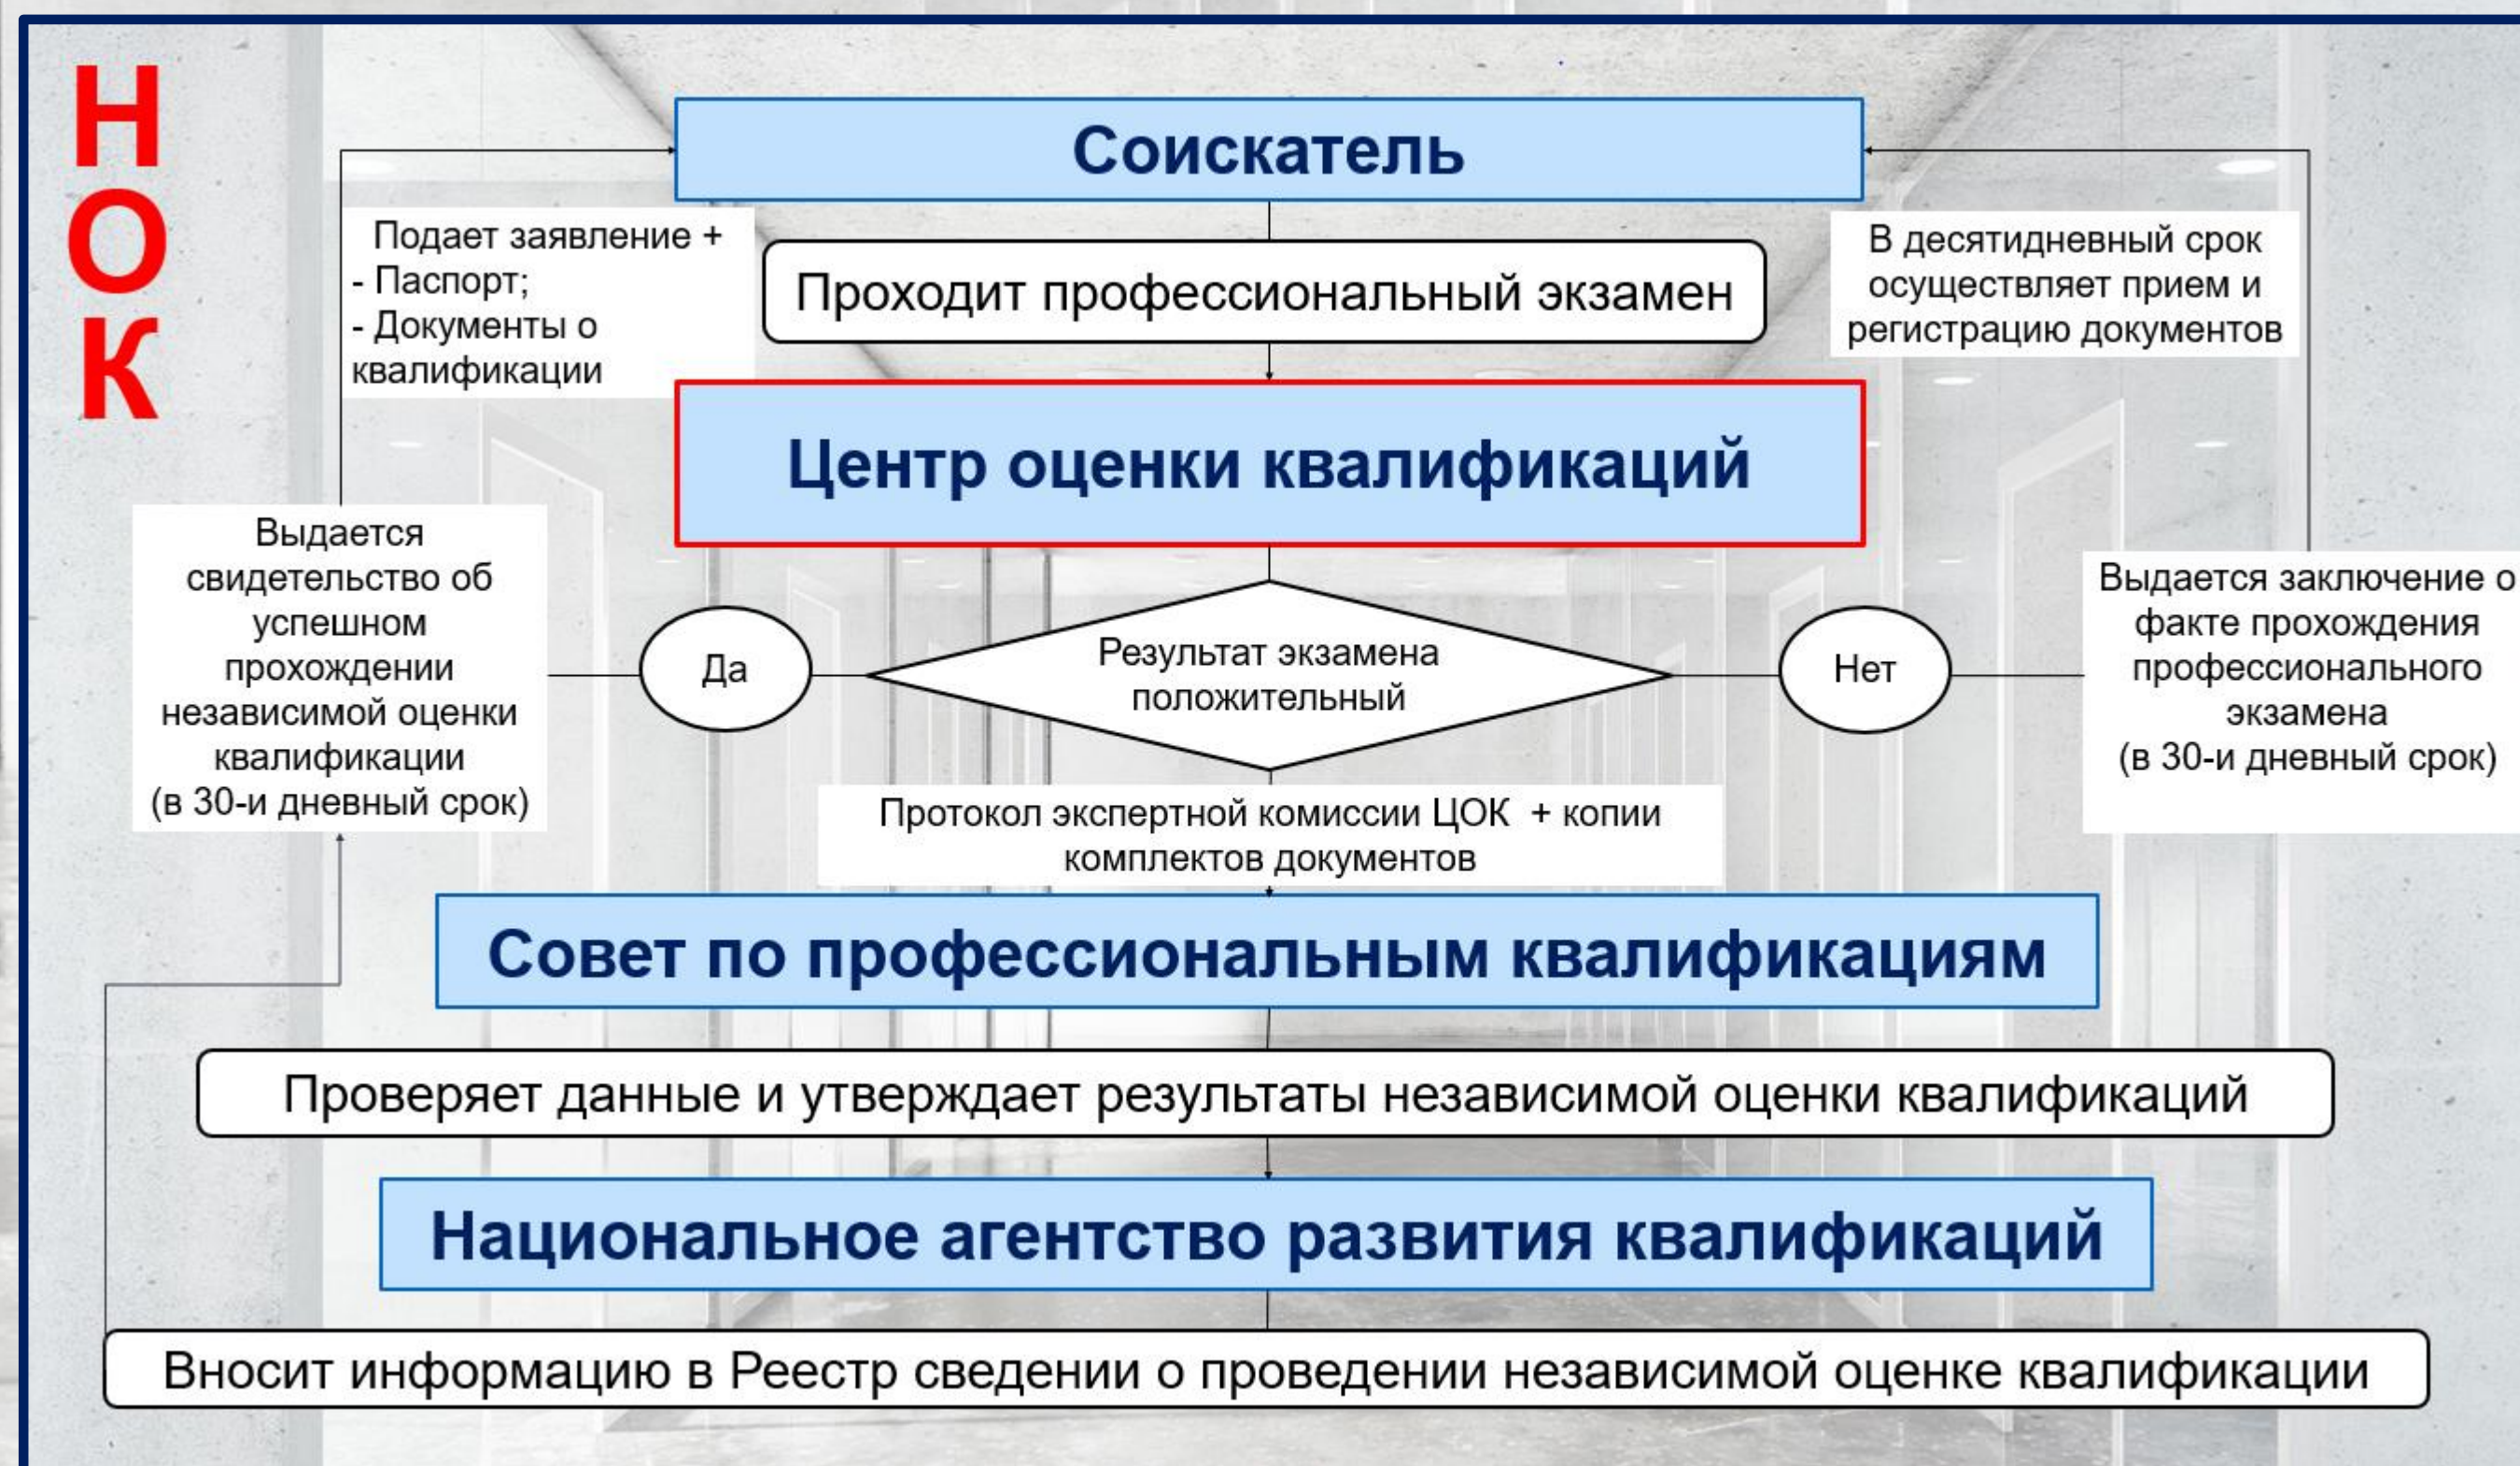 Н
О
К
Соискатель
Подает заявление +
- Паспорт;
- Документы о
квалификации
Проходит профессиональный экзамен
В десятидневный срок
осуществляет прием и
регистрацию документов
Центр оценки квалификаций
Выдается
свидетельство об
успешном
прохождении
независимой оценки
квалификации
(в 30-и дневный срок)
Да
Результат экзамена
положительный
Нет
Выдается заключение о
факте прохождения
профессионального
экзамена
(в 30-и дневный срок)
Протокол экспертной комиссии ЦОК + копии
комплектов документов
Совет по профессиональным квалификациям
Проверяет данные и утверждает результаты независимой оценки квалификаций
Национальное агентство развития квалификаций
Вносит информацию в Реестр сведении о проведении независимой оценке квалификации